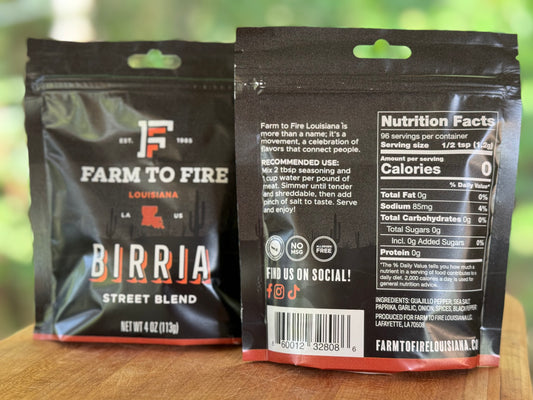 F
EST. 1985
FARM TO FIRE
LOUISIANA
LA US
BIRRIA
STREET BLEND
NET WT 4 OZ (113g)
Farm to Fire Louisiana is
more than a name; it's a
movement, a celebration of
flavors that connect people.
RECOMMENDED USE:
Mix 2 tbsp seasoning and
1 cup water per pound of
meat. Simmer until tender
and shreddable, then add
pinch of salt to taste. Serve
and enjoy!
NO
MSG
FREE
FIND US ON SOCIAL!
60012 32808 6
Nutrition Facts
96 servings per container
Serving size 1/2 tsp (1.2g)
Amount per serving
Calories 0
% Daily Value*
Total Fat 0g 0%
Sodium 85mg 4%
Total Carbohydrates 0g 0%
Total Sugars 0g
Incl. 0g Added Sugars 0%
Protein 0g
*The % Daily Value tells you how much a
nutrient in a serving of food contributes to a
daily diet. 2,000 calories a day is used for
general nutrition advice.
INGREDIENTS: GUAJILLO PEPPER, SEA SALT,
PAPRIKA, GARLIC, ONION, SPICES, BLACK PEPPER
PRODUCED FOR FARM TO FIRE LOUISIANA LLC.
LAFAYETTE, LA 70508
FARMTOFIRELOUISIANA.CO